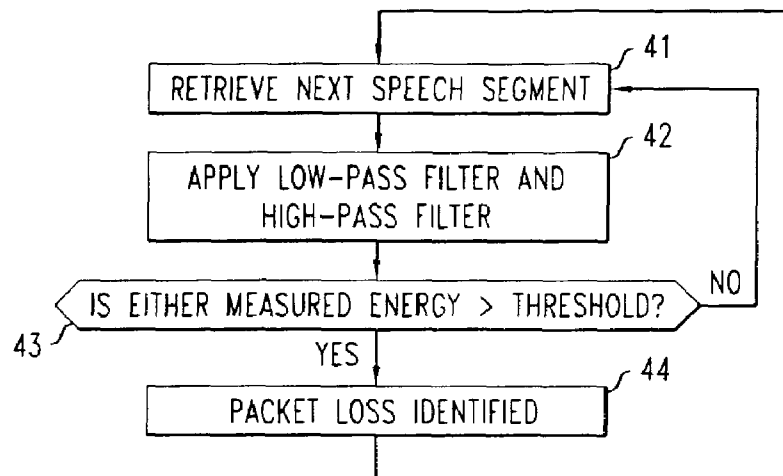 41
RETRIEVE NEXT SPEECH SEGMENT
42
APPLY LOW-PASS FILTER AND
HIGH-PASS FILTER
IS EITHER MEASURED ENERGY > THRESHOLD?
NO
43
YES
44
PACKET LOSS IDENTIFIED